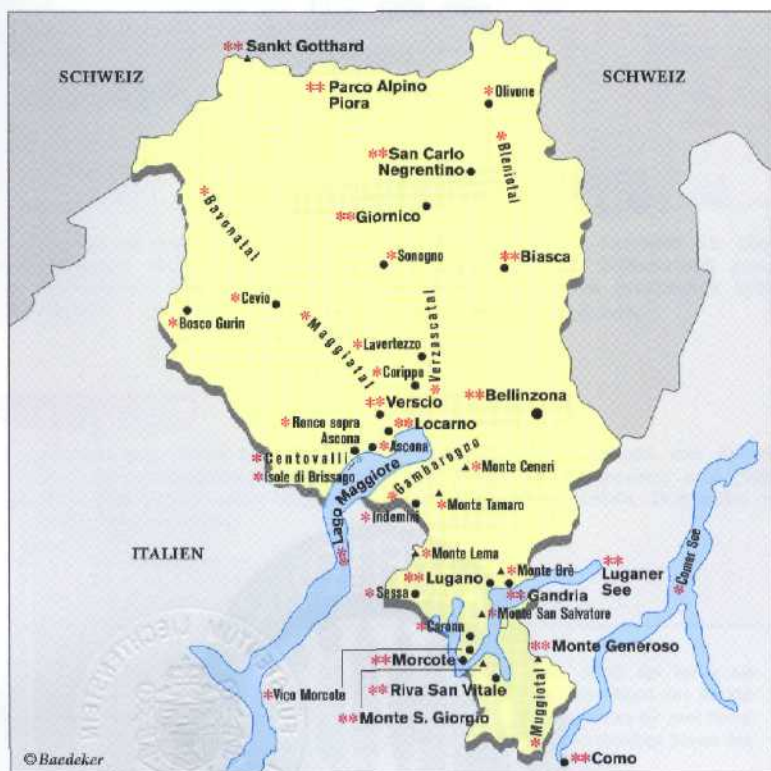 **Sankt Gotthard
SCHWEIZ
SCHWEIZ
**Parco Alpino
Piora
*Olivone
*Bleniotal
**San Carlo
Negrentino
*Bavonatal
**Giornico
*Sonogno
**Biasca
*Cevio
*Bosco Gurin
*Maggiatal
*Verzascatal
*Lavertezzo
*Corippo
**Verscio
**Bellinzona
*Ronco sopra
Ascona
**Locarno
*Ascona
*Centovalli
*Isole di Brissago
*Gambarogno
*Monte Ceneri
**Lago Maggiore
*Monte Tamaro
*Indemini
ITALIEN
*Monte Lema
*Monte Brè
**
Luganer
See
*Comer See
**Lugano
*Sessa
**Gandria
*Monte San Salvatore
*Carona
**Monte Generoso
**Morcote
*Vico Morcote
**Riva San Vitale
**Monte S. Giorgio
*Muggiotal
©Baedeker
**Como